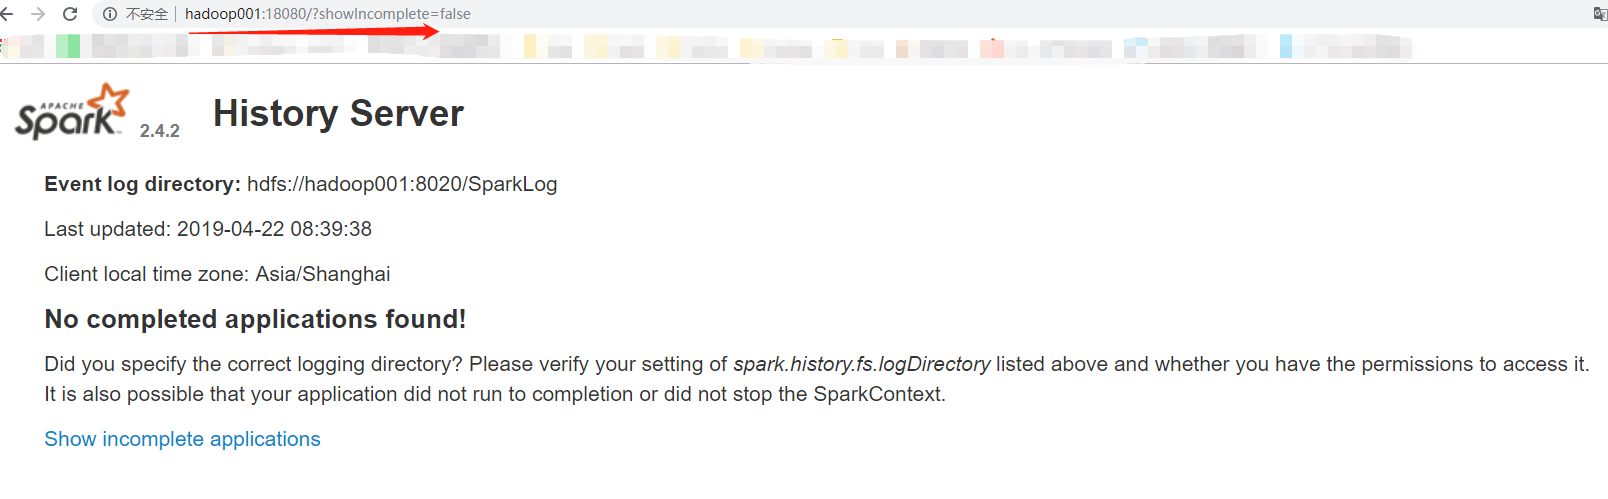 不安全 hadoop001:18080/?showIncomplete=false
APACHE
Spark 2.4.2 History Server
Event log directory: hdfs://hadoop001:8020/SparkLog
Last updated: 2019-04-22 08:39:38
Client local time zone: Asia/Shanghai
No completed applications found!
Did you specify the correct logging directory? Please verify your setting of spark.history.fs.logDirectory listed above and whether you have the permissions to access it.
It is also possible that your application did not run to completion or did not stop the SparkContext.
Show incomplete applications